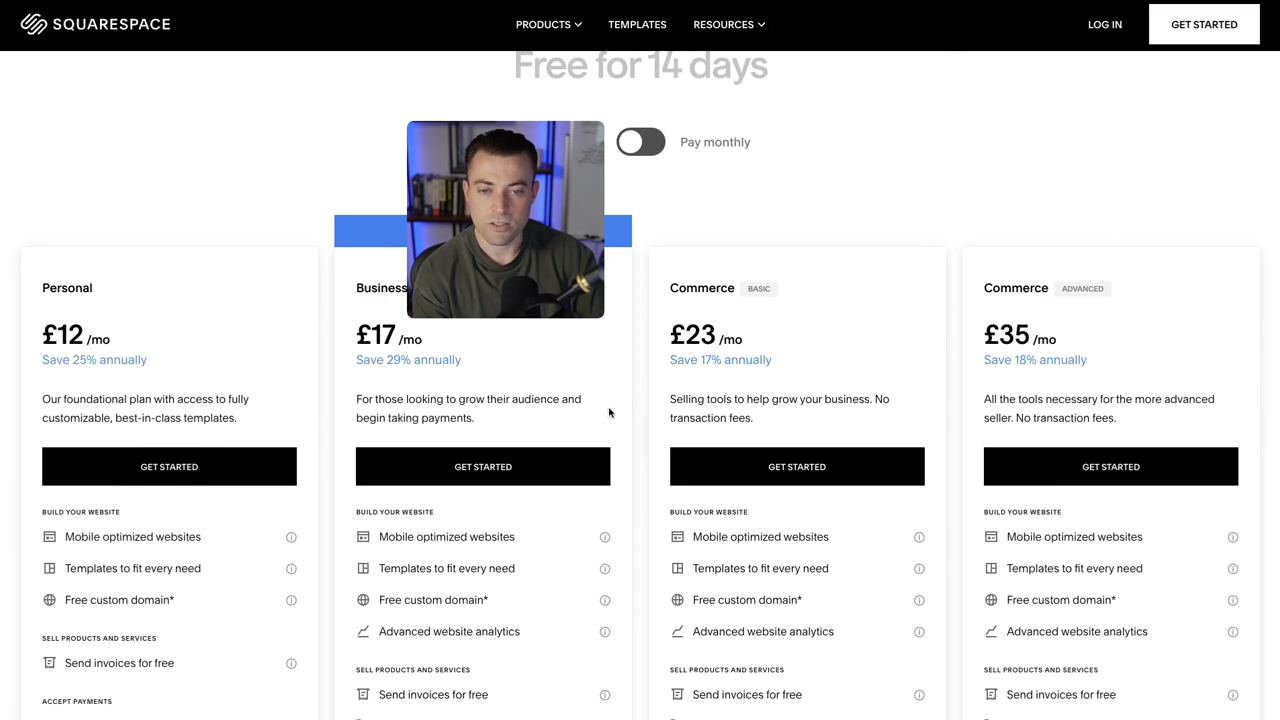 SQUARESPACE
PRODUCTS
TEMPLATES
RESOURCES
LOG IN
GET STARTED
Free for 14 days
Pay monthly
Personal
£12 /mo
Save 25% annually
Our foundational plan with access to fully
customizable, best-in-class templates.
GET STARTED
BUILD YOUR WEBSITE
Mobile optimized websites
Templates to fit every need
Free custom domain*
SELL PRODUCTS AND SERVICES
Send invoices for free
ACCEPT PAYMENTS
Business
£17 /mo
Save 29% annually
For those looking to grow their audience and
begin taking payments.
GET STARTED
BUILD YOUR WEBSITE
Mobile optimized websites
Templates to fit every need
Free custom domain*
Advanced website analytics
SELL PRODUCTS AND SERVICES
Send invoices for free
Commerce BASIC
£23 /mo
Save 17% annually
Selling tools to help grow your business. No
transaction fees.
GET STARTED
BUILD YOUR WEBSITE
Mobile optimized websites
Templates to fit every need
Free custom domain*
Advanced website analytics
SELL PRODUCTS AND SERVICES
Send invoices for free
Commerce ADVANCED
£35 /mo
Save 18% annually
All the tools necessary for the more advanced
seller. No transaction fees.
GET STARTED
BUILD YOUR WEBSITE
Mobile optimized websites
Templates to fit every need
Free custom domain*
Advanced website analytics
SELL PRODUCTS AND SERVICES
Send invoices for free